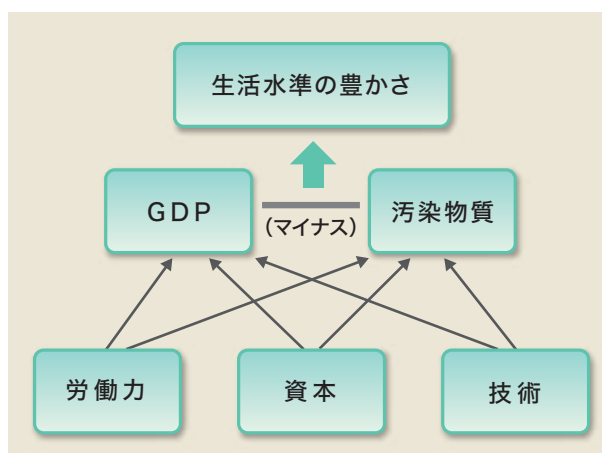 生活水準の豊かさ
GDP
(マイナス)
汚染物質
労働力
資本
技術